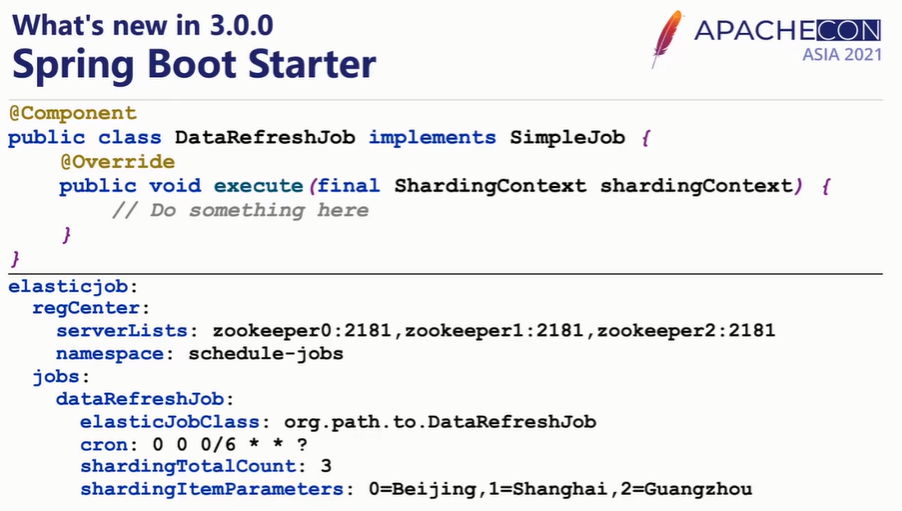 What's new in 3.0.0
Spring Boot Starter
APACHECON
ASIA 2021
@Component
public class DataRefreshJob implements SimpleJob {
    @Override
    public void execute(final ShardingContext shardingContext) {
        // Do something here
    }
}
elasticjob:
  regCenter:
    serverLists: zookeeper0:2181,zookeeper1:2181,zookeeper2:2181
    namespace: schedule-jobs
  jobs:
    dataRefreshJob:
      elasticJobClass: org.path.to.DataRefreshJob
      cron: 0 0 0/6 * * ?
      shardingTotalCount: 3
      shardingItemParameters: 0=Beijing,1=Shanghai,2=Guangzhou